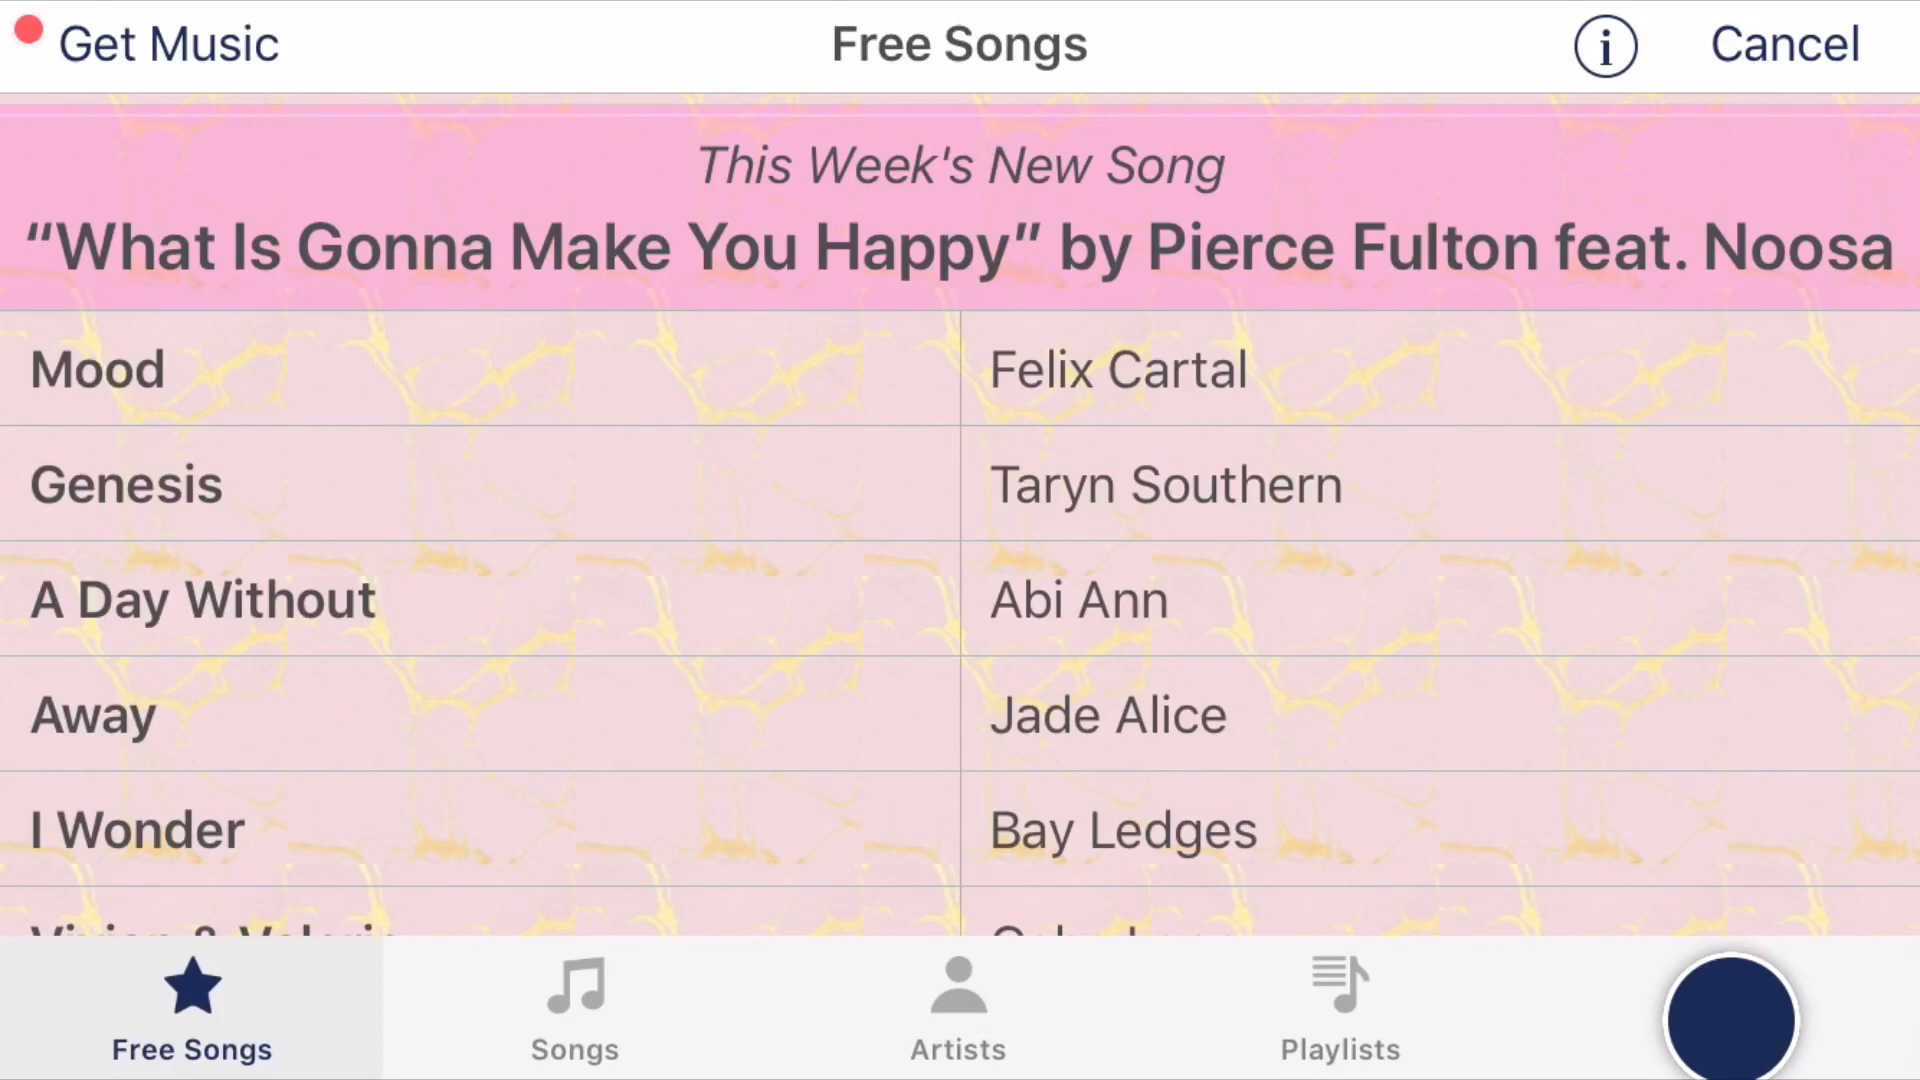 Get Music
Free Songs
Cancel
This Week's New Song
“What Is Gonna Make You Happy” by Pierce Fulton feat. Noosa
Mood
Felix Cartal
Genesis
Taryn Southern
A Day Without
Abi Ann
Away
Jade Alice
I Wonder
Bay Ledges
Free Songs
Songs
Artists
Playlists